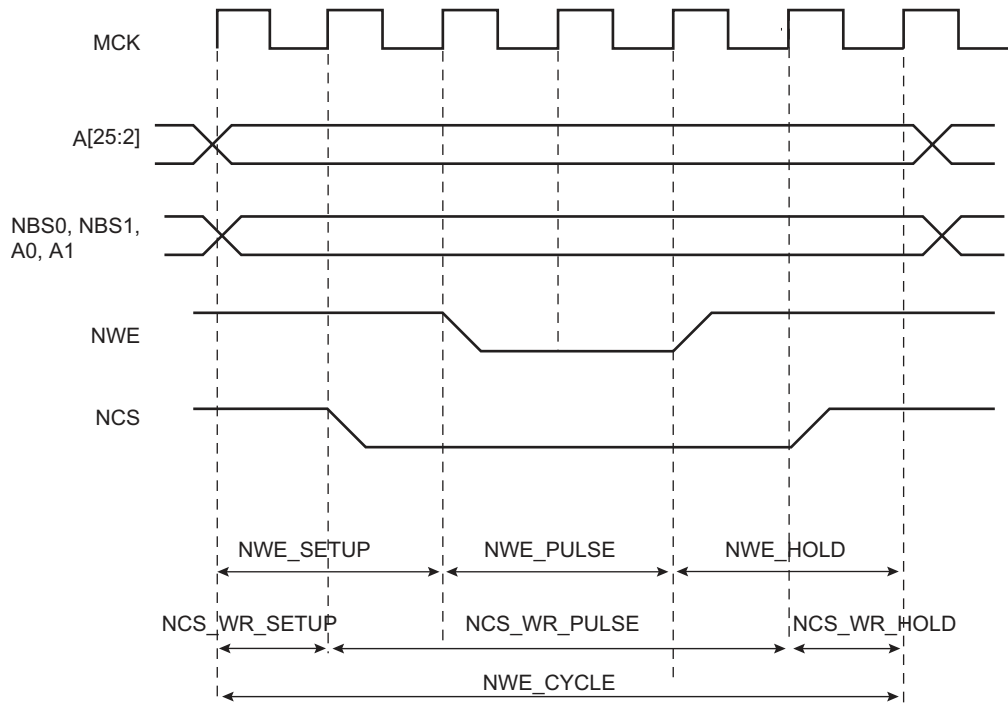 MCK
A[25:2]
NBS0, NBS1,
A0, A1
NWE
NCS
NWE_SETUP
NWE_PULSE
NWE_HOLD
NCS_WR_SETUP
NCS_WR_PULSE
NCS_WR_HOLD
NWE_CYCLE